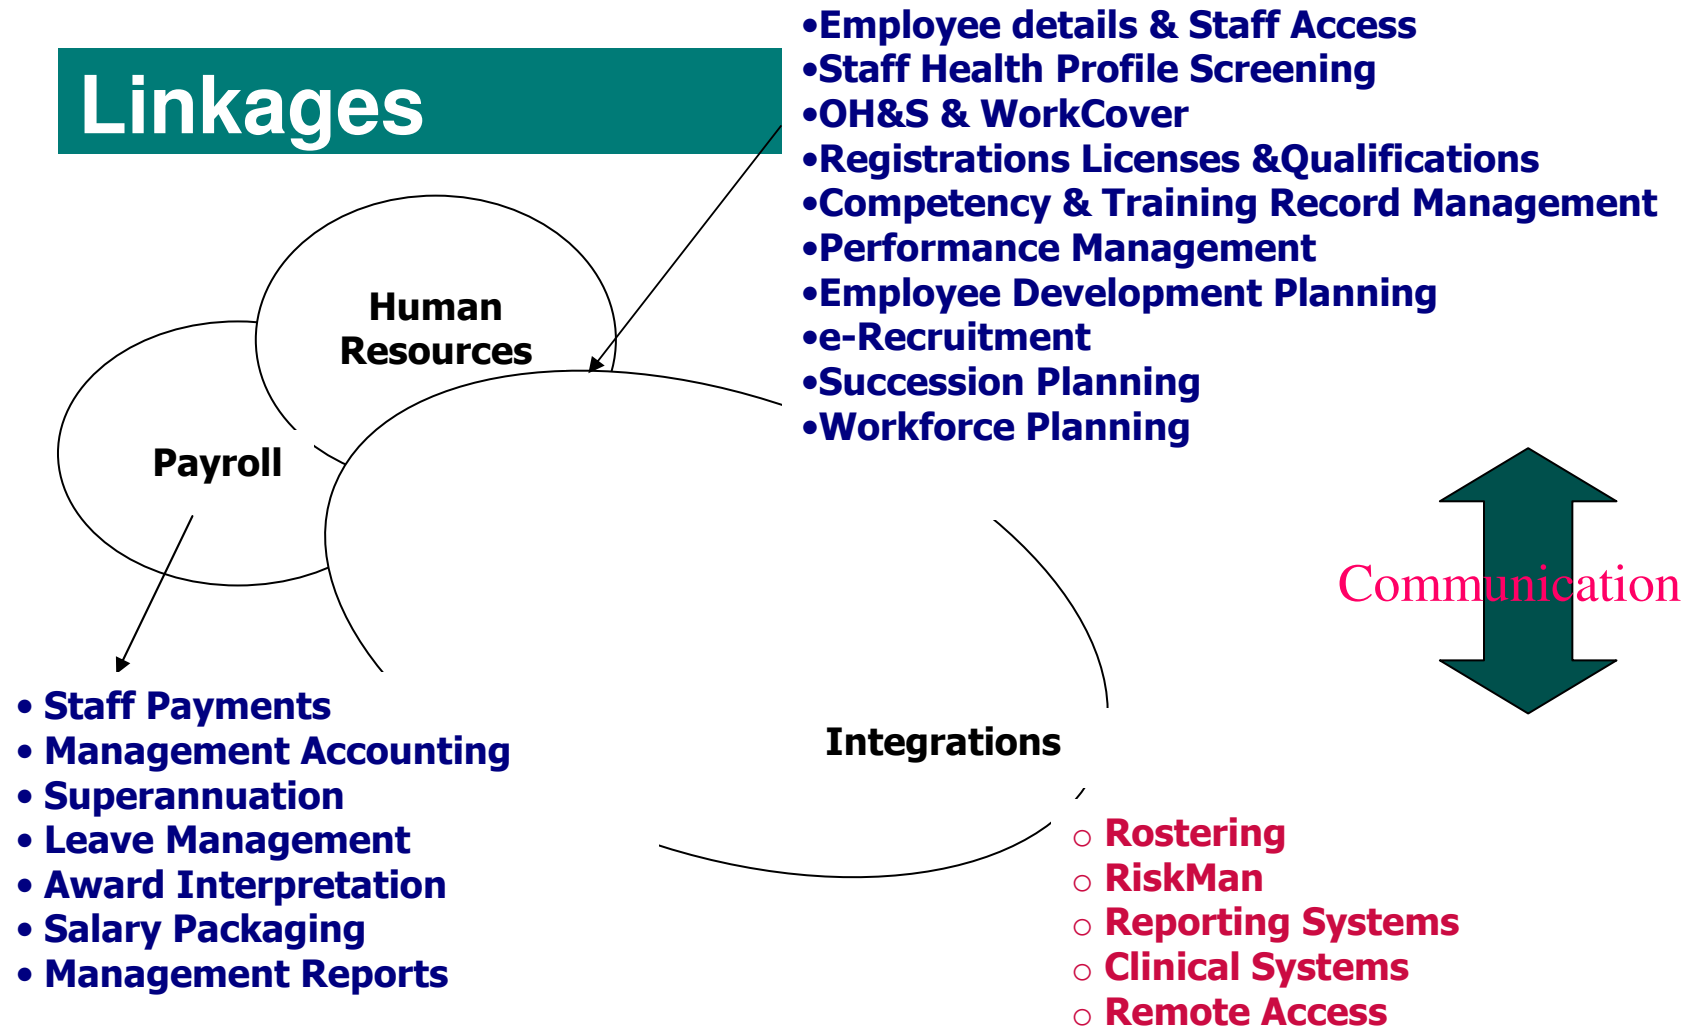 Linkages
•Employee details & Staff Access
•Staff Health Profile Screening
•OH&S & WorkCover
•Registrations Licenses &Qualifications
•Competency & Training Record Management
•Performance Management
•Employee Development Planning
•e-Recruitment
•Succession Planning
•Workforce Planning
Human
Resources
Payroll
Communication
• Staff Payments
• Management Accounting
• Superannuation
• Leave Management
• Award Interpretation
• Salary Packaging
• Management Reports
Integrations
o Rostering
o RiskMan
o Reporting Systems
o Clinical Systems
o Remote Access